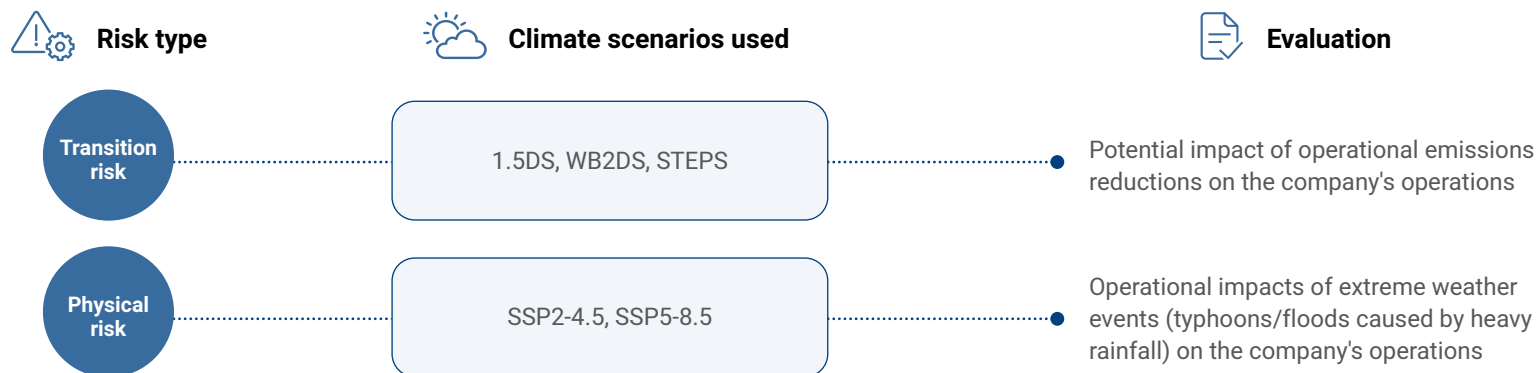 Risk type
Climate scenarios used
Evaluation
Transition
risk
1.5DS, WB2DS, STEPS
Potential impact of operational emissions
reductions on the company's operations
Physical
risk
SSP2-4.5, SSP5-8.5
Operational impacts of extreme weather
events (typhoons/floods caused by heavy
rainfall) on the company's operations